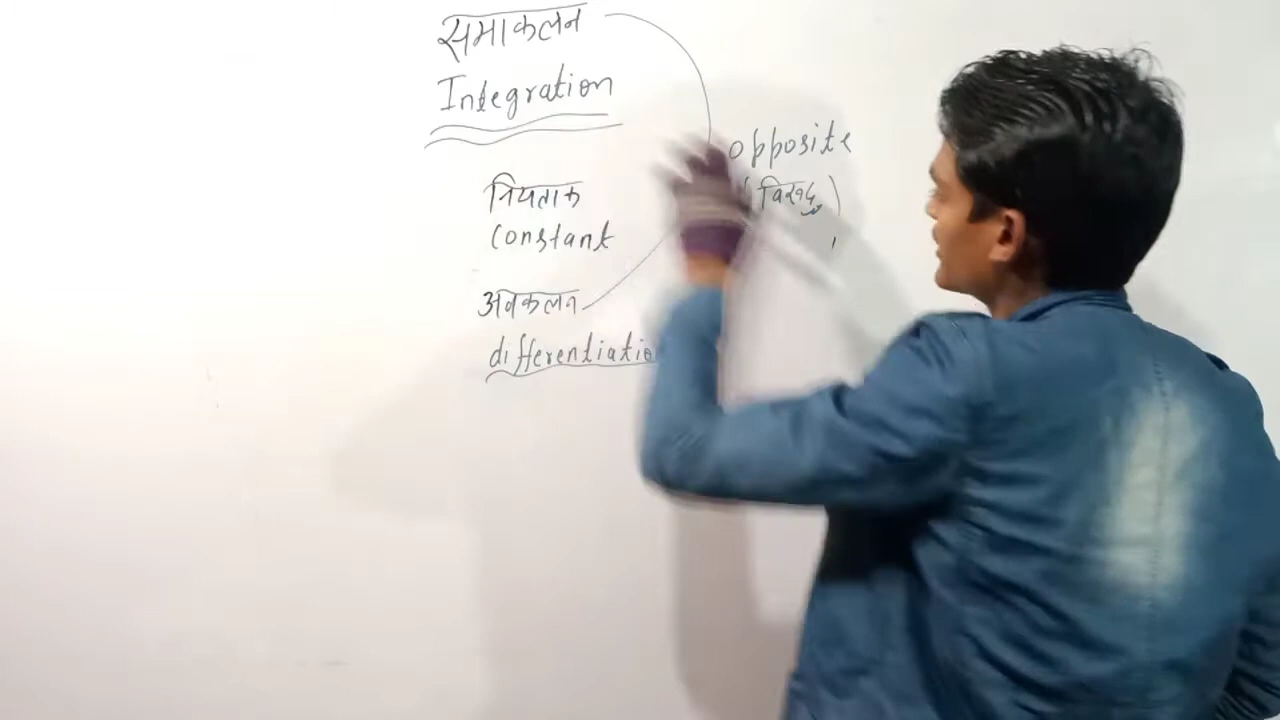 समाकलन
Integration
opposite
(विरुद्ध)
नियतांक
constant
अवकलन
differentiatio